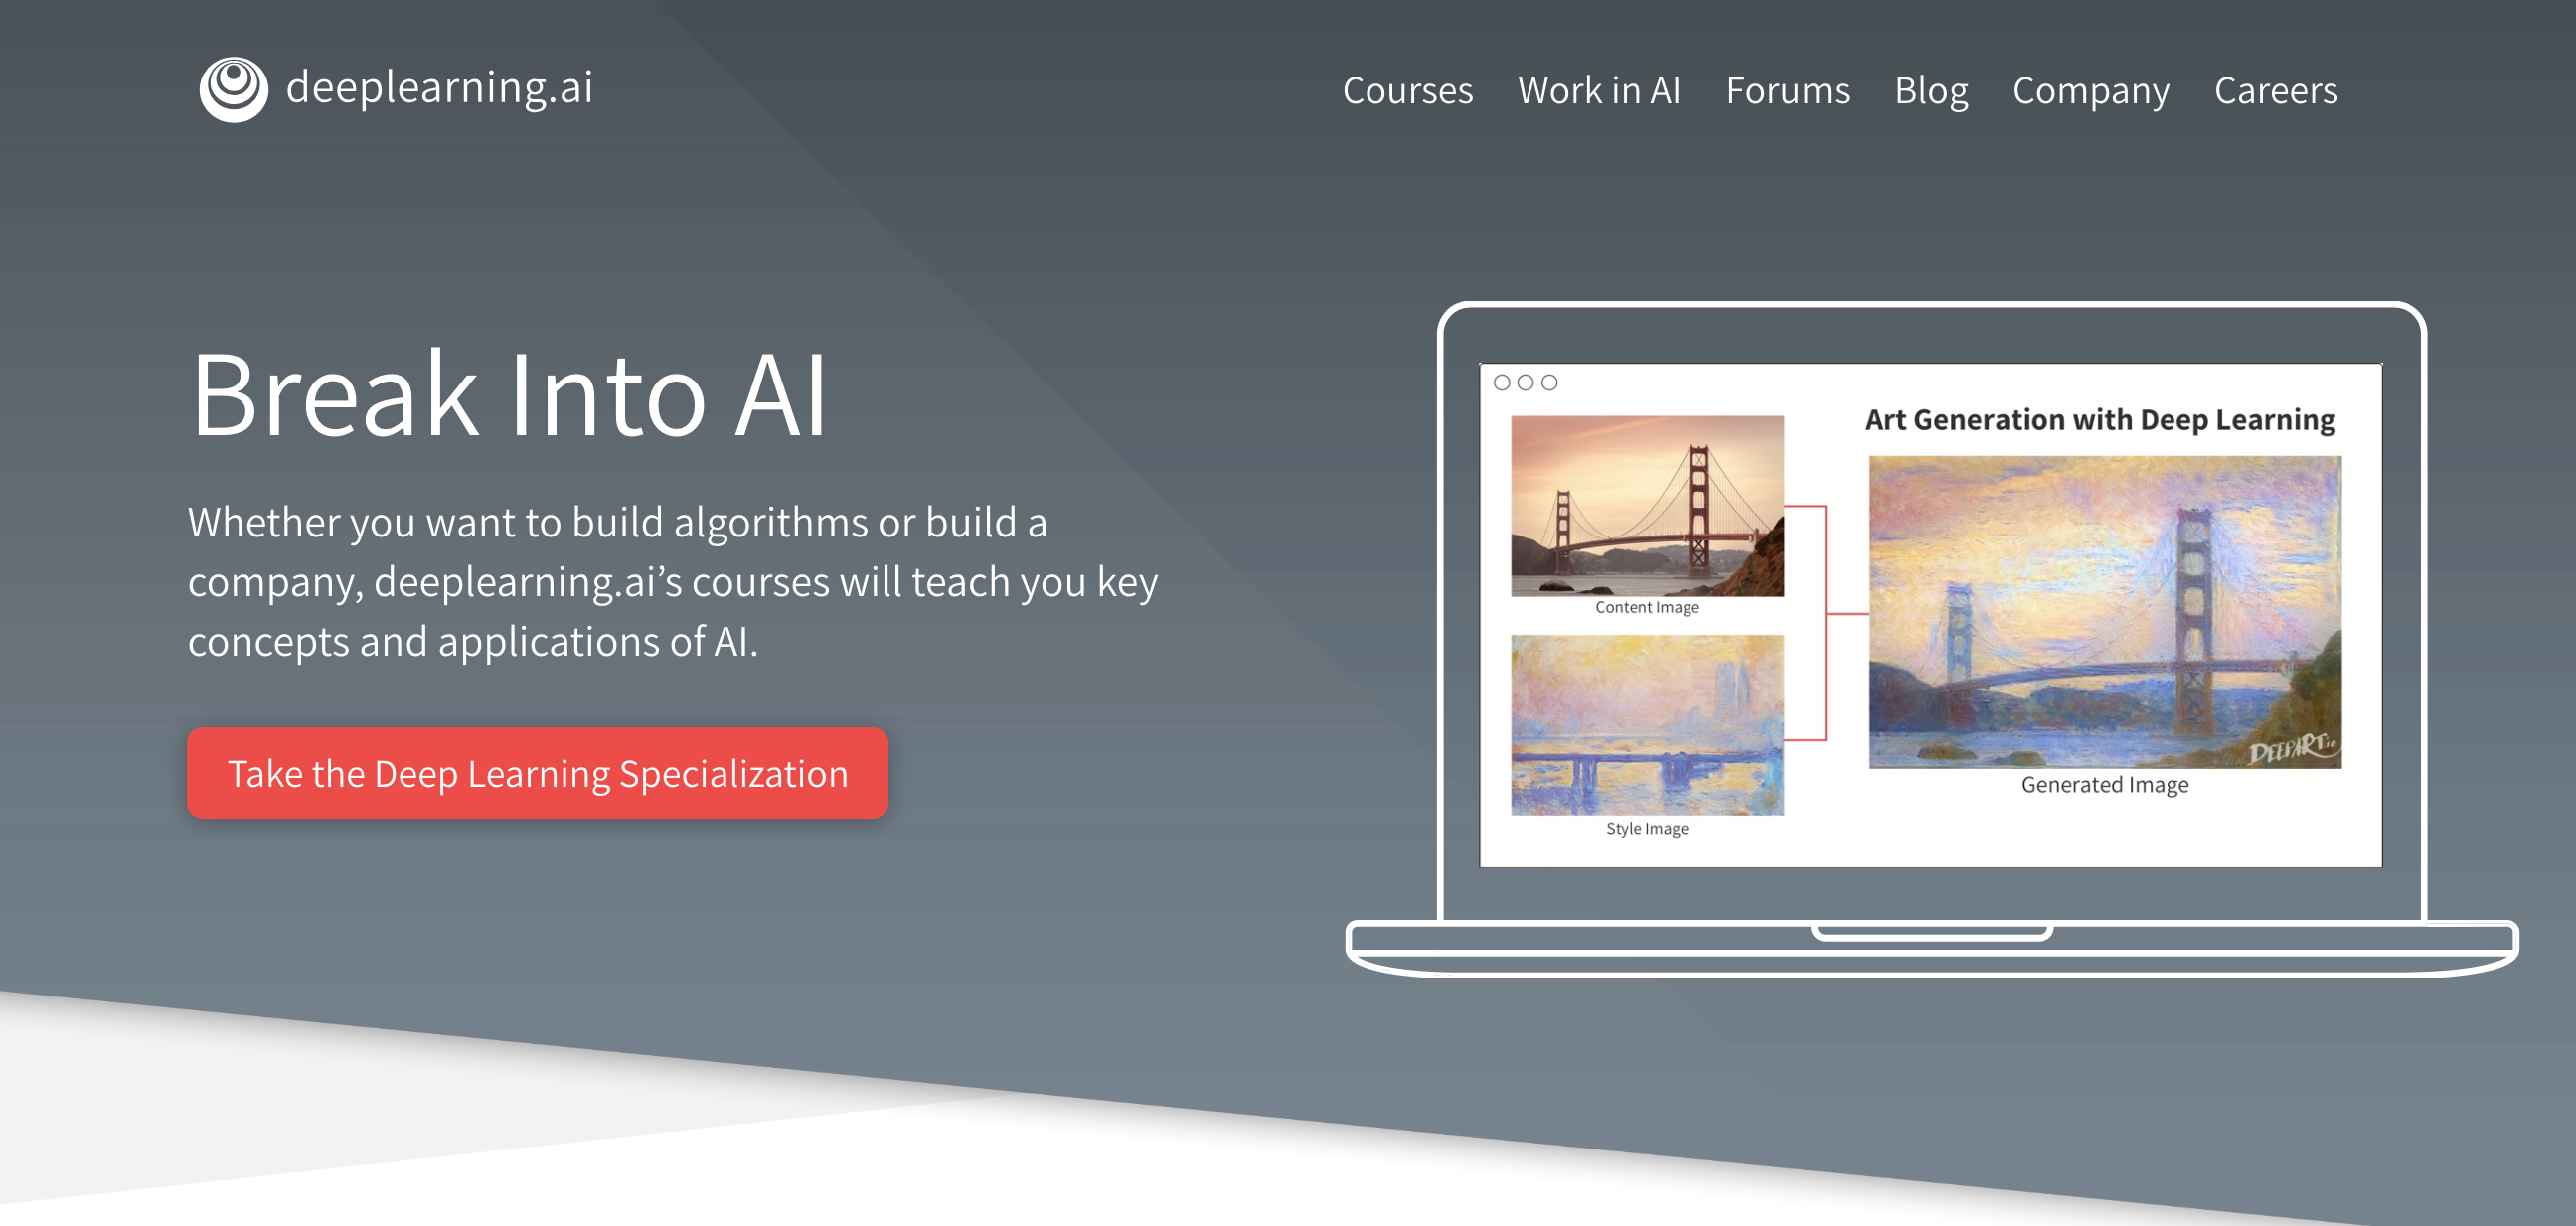 deeplearning.ai
Courses Work in AI Forums Blog Company Careers
Break Into AI
Whether you want to build algorithms or build a
company, deeplearning.ai’s courses will teach you key
concepts and applications of AI.
Take the Deep Learning Specialization
Art Generation with Deep Learning
Content Image
Style Image
DEEPART.io
Generated Image